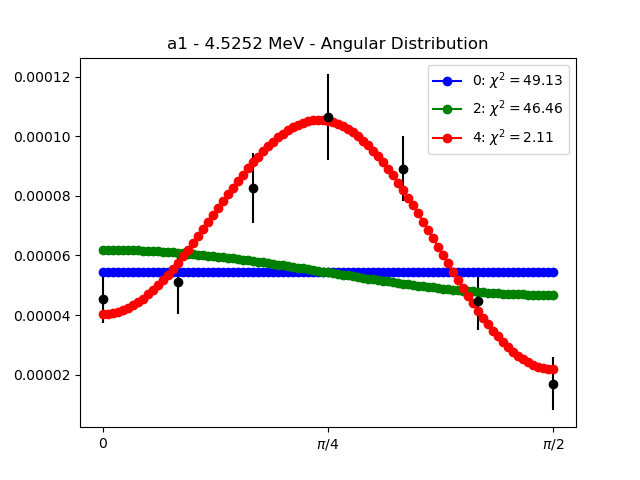 a1 - 4.5252 MeV - Angular Distribution
0.00012
0.00010
0.00008
0.00006
0.00004
0.00002
0: χ² = 49.13
2: χ² = 46.46
4: χ² = 2.11
0
π/4
π/2